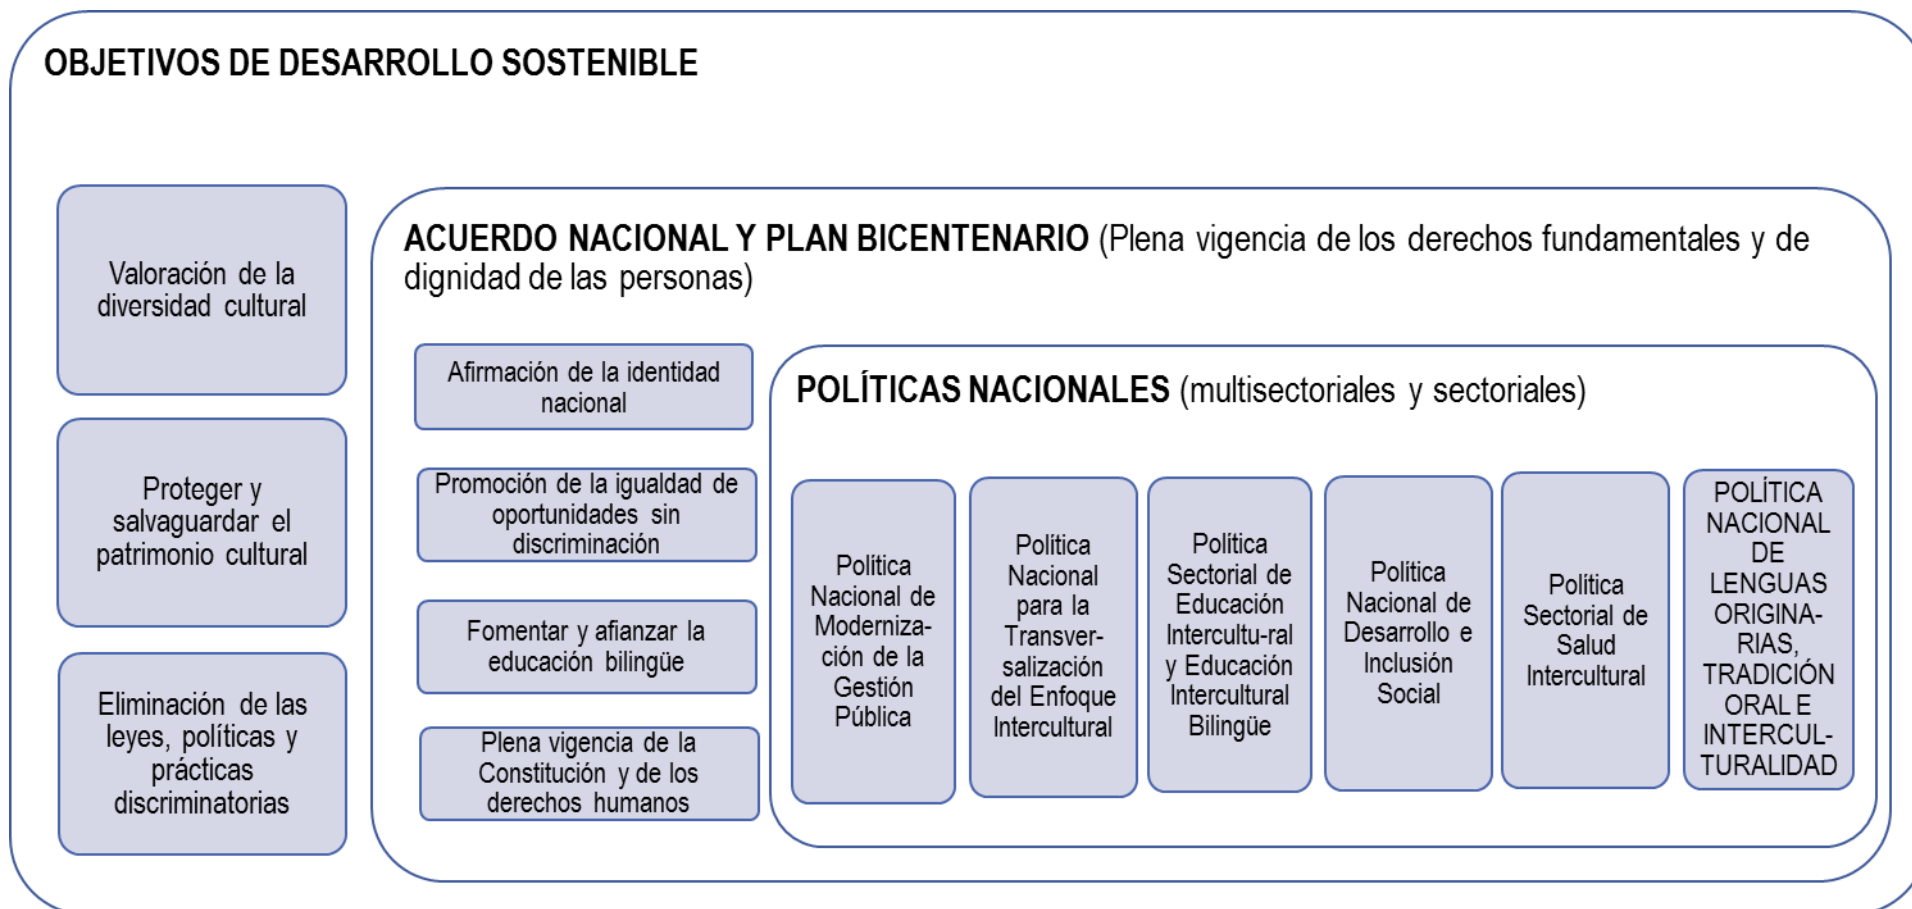 OBJETIVOS DE DESARROLLO SOSTENIBLE
Valoración de la
diversidad cultural
Proteger y
salvaguardar el
patrimonio cultural
Eliminación de las
leyes, políticas y
prácticas
discriminatorias
ACUERDO NACIONAL Y PLAN BICENTENARIO (Plena vigencia de los derechos fundamentales y de
dignidad de las personas)
Afirmación de la identidad
nacional
Promoción de la igualdad de
oportunidades sin
discriminación
Fomentar y afianzar la
educación bilingüe
Plena vigencia de la
Constitución y de los
derechos humanos
POLÍTICAS NACIONALES (multisectoriales y sectoriales)
Política
Nacional de
Moderniza-
ción de la
Gestión
Pública
Política
Nacional
para la
Transver-
salización
del Enfoque
Intercultural
Política
Sectorial de
Educación
Intercultu-ral
y Educación
Intercultural
Bilingüe
Política
Nacional de
Desarrollo e
Inclusión
Social
Política
Sectorial de
Salud
Intercultural
POLÍTICA
NACIONAL
DE
LENGUAS
ORIGINA-
RIAS,
TRADICIÓN
ORAL E
INTERCUL-
TURALIDAD